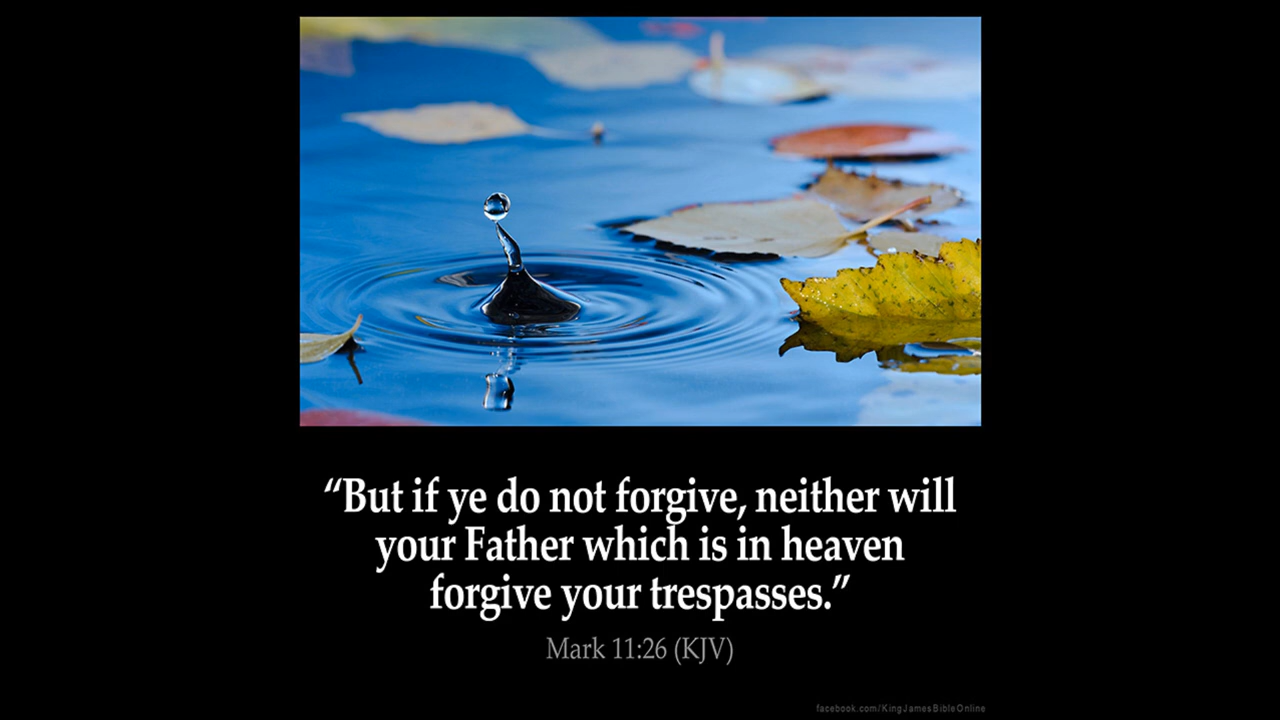 “But if ye do not forgive, neither will
your Father which is in heaven
forgive your trespasses.”
Mark 11:26 (KJV)
facebook.com/KingJamesBibleOnline